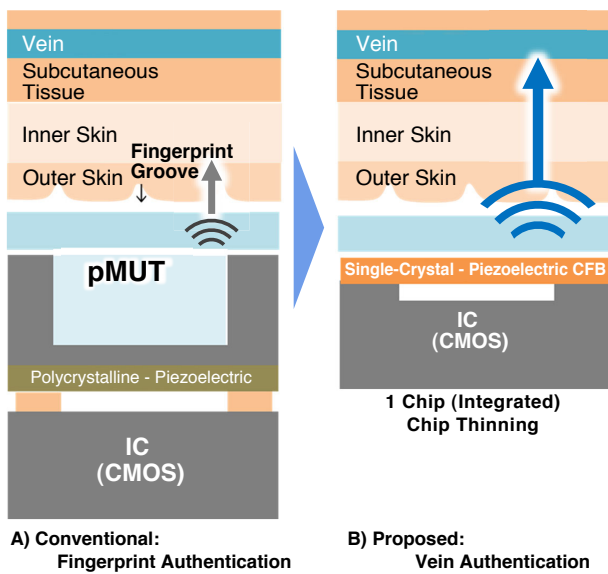 Vein
Subcutaneous
Tissue
Inner Skin
Fingerprint
Groove
Outer Skin
pMUT
Polycrystalline - Piezoelectric
IC
(CMOS)
A) Conventional:
Fingerprint Authentication
Vein
Subcutaneous
Tissue
Inner Skin
Outer Skin
Single-Crystal - Piezoelectric CFB
IC
(CMOS)
1 Chip (Integrated)
Chip Thinning
B) Proposed:
Vein Authentication